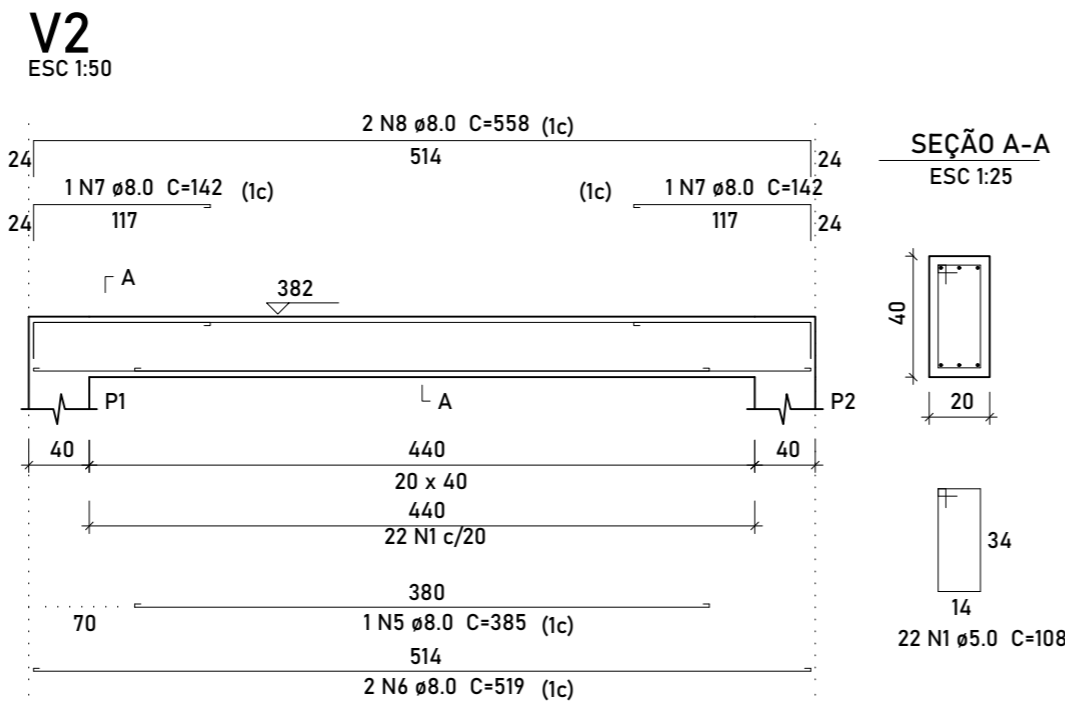 V2
ESC 1:50
2 N8 ø8.0 C=558 (1c)
24 514 24
1 N7 ø8.0 C=142 (1c)
(1c) 1 N7 ø8.0 C=142
24 117
117 24
A
382
P1
A
P2
40 440 40
20 x 40
440
22 N1 c/20
380
70
1 N5 ø8.0 C=385 (1c)
514
2 N6 ø8.0 C=519 (1c)
SEÇÃO A-A
ESC 1:25
40
20
34
14
22 N1 ø5.0 C=108